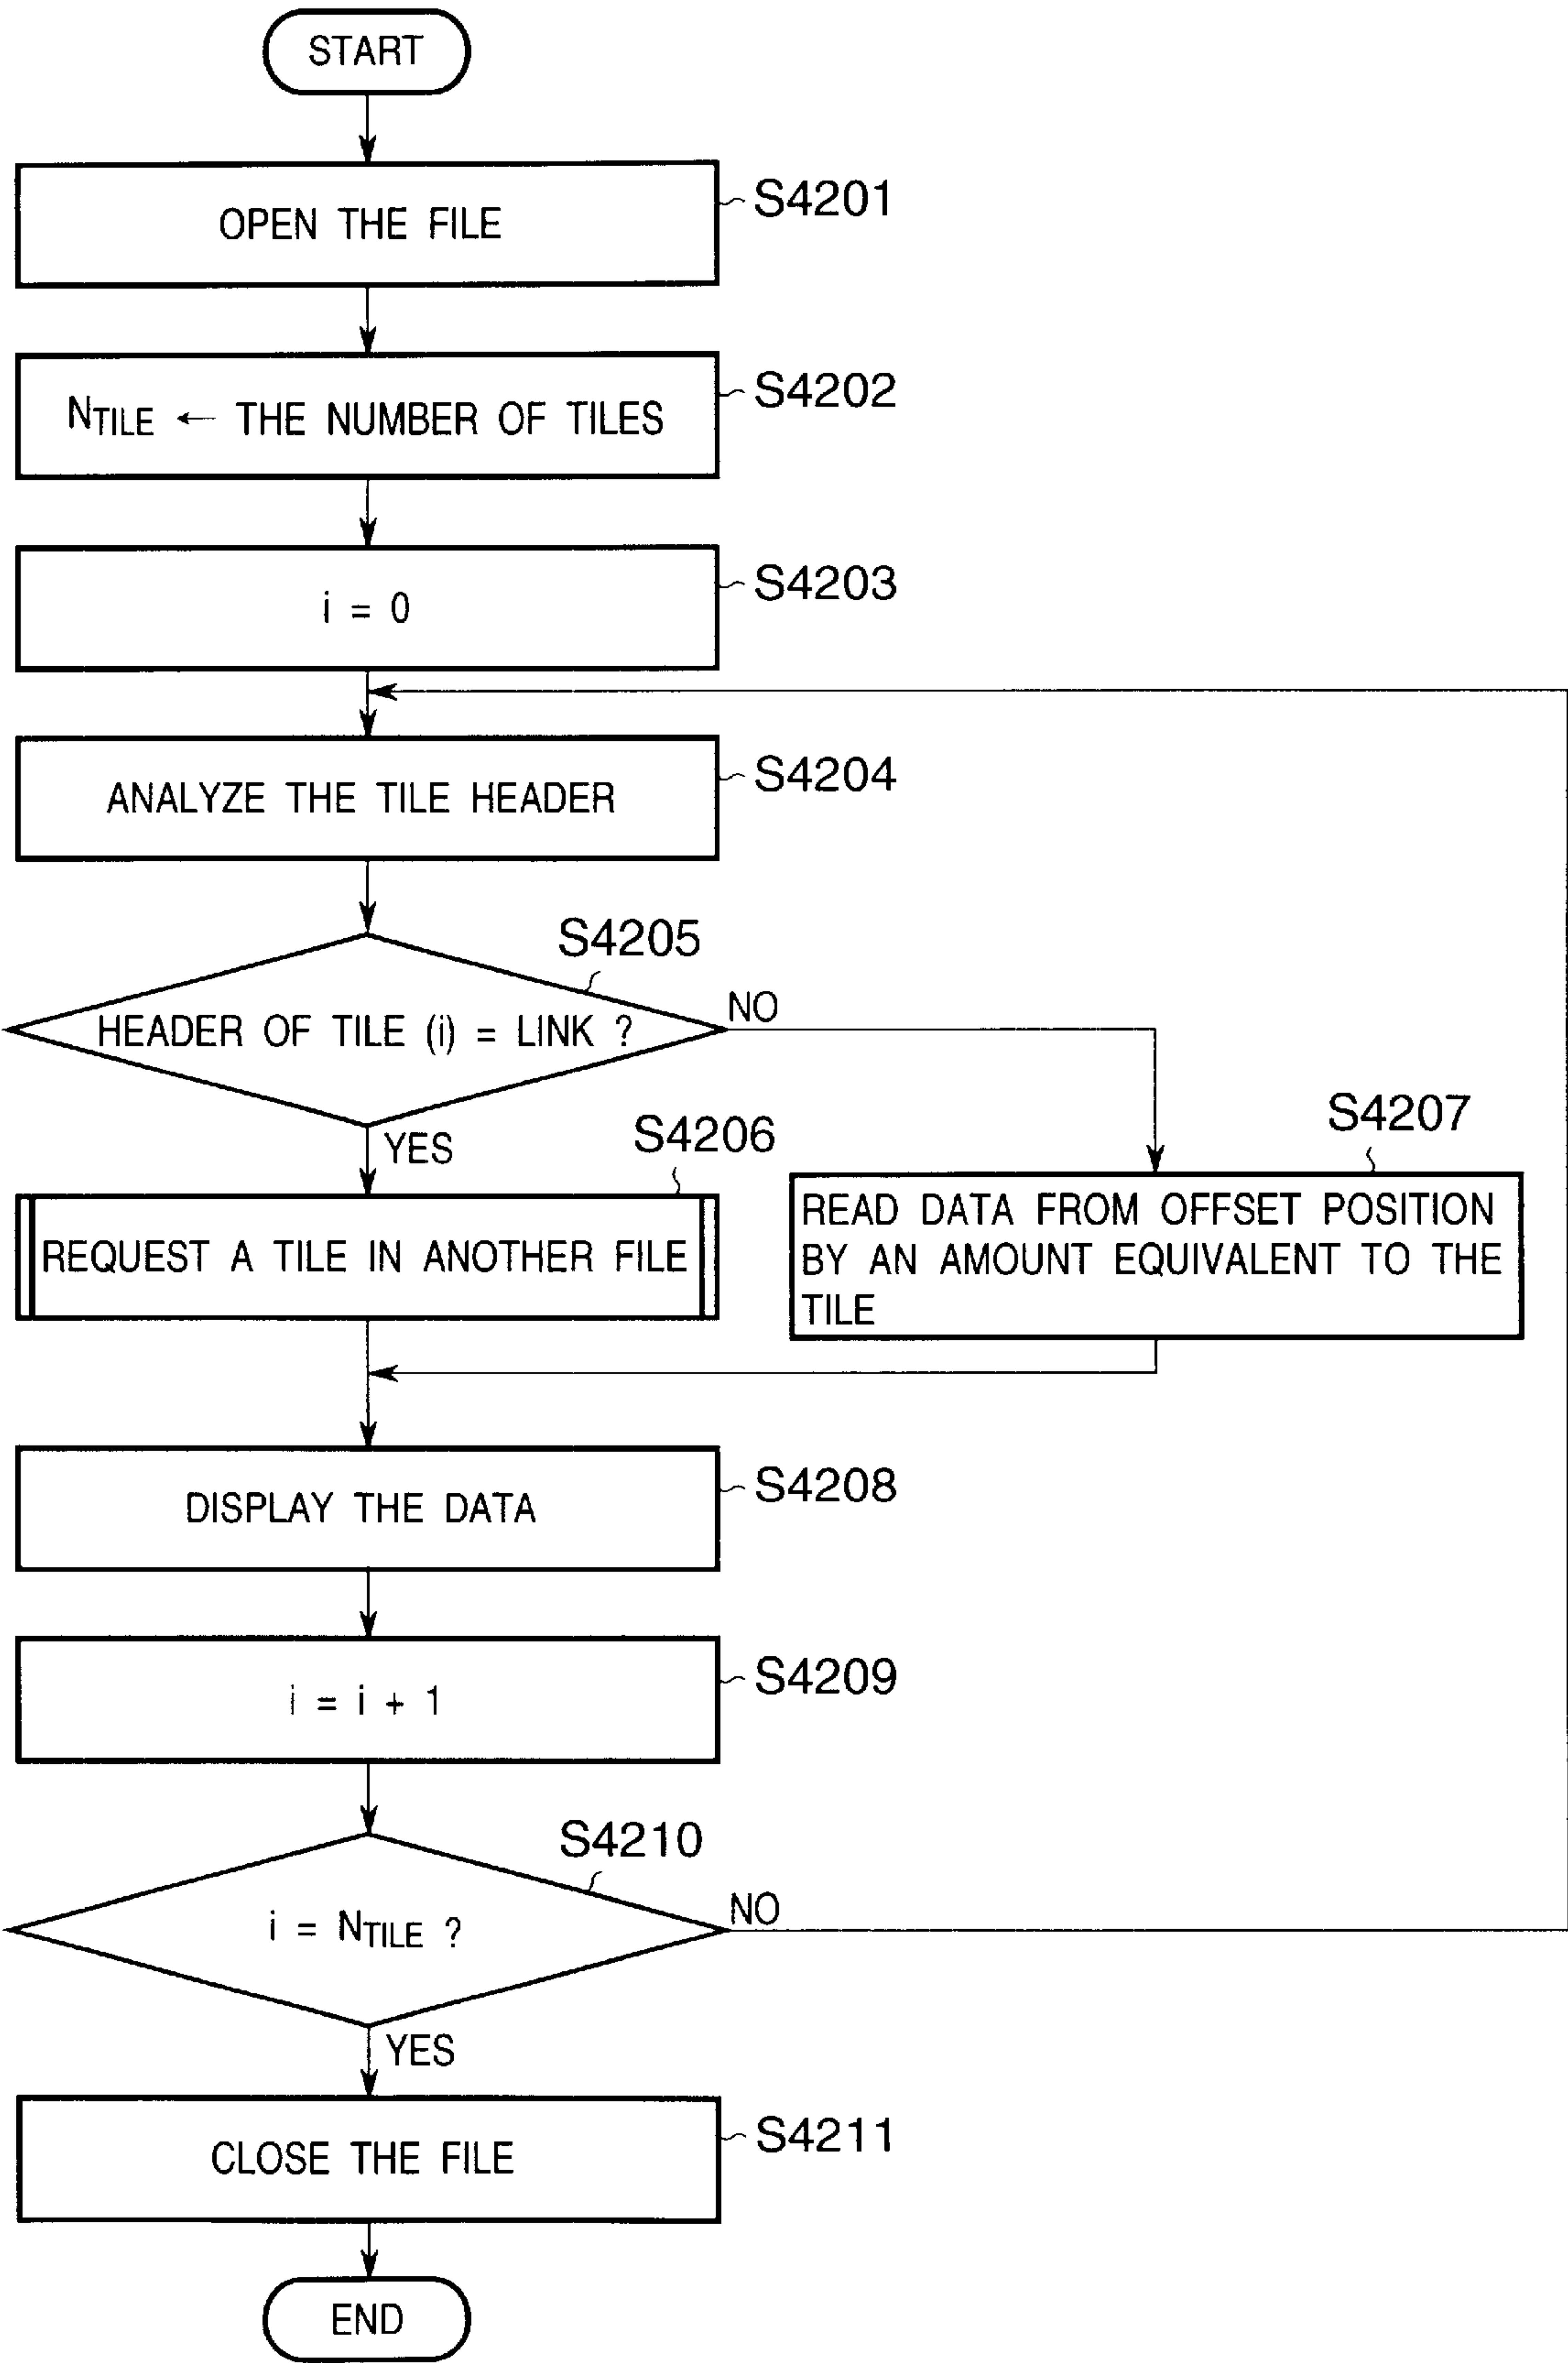 START
OPEN THE FILE
S4201
NTILE ← THE NUMBER OF TILES
S4202
i = 0
S4203
ANALYZE THE TILE HEADER
S4204
S4205
HEADER OF TILE (i) = LINK ?
NO
YES
S4206
S4207
REQUEST A TILE IN ANOTHER FILE
READ DATA FROM OFFSET POSITION
BY AN AMOUNT EQUIVALENT TO THE
TILE
DISPLAY THE DATA
S4208
i = i + 1
S4209
S4210
i = NTILE ?
NO
YES
CLOSE THE FILE
S4211
END